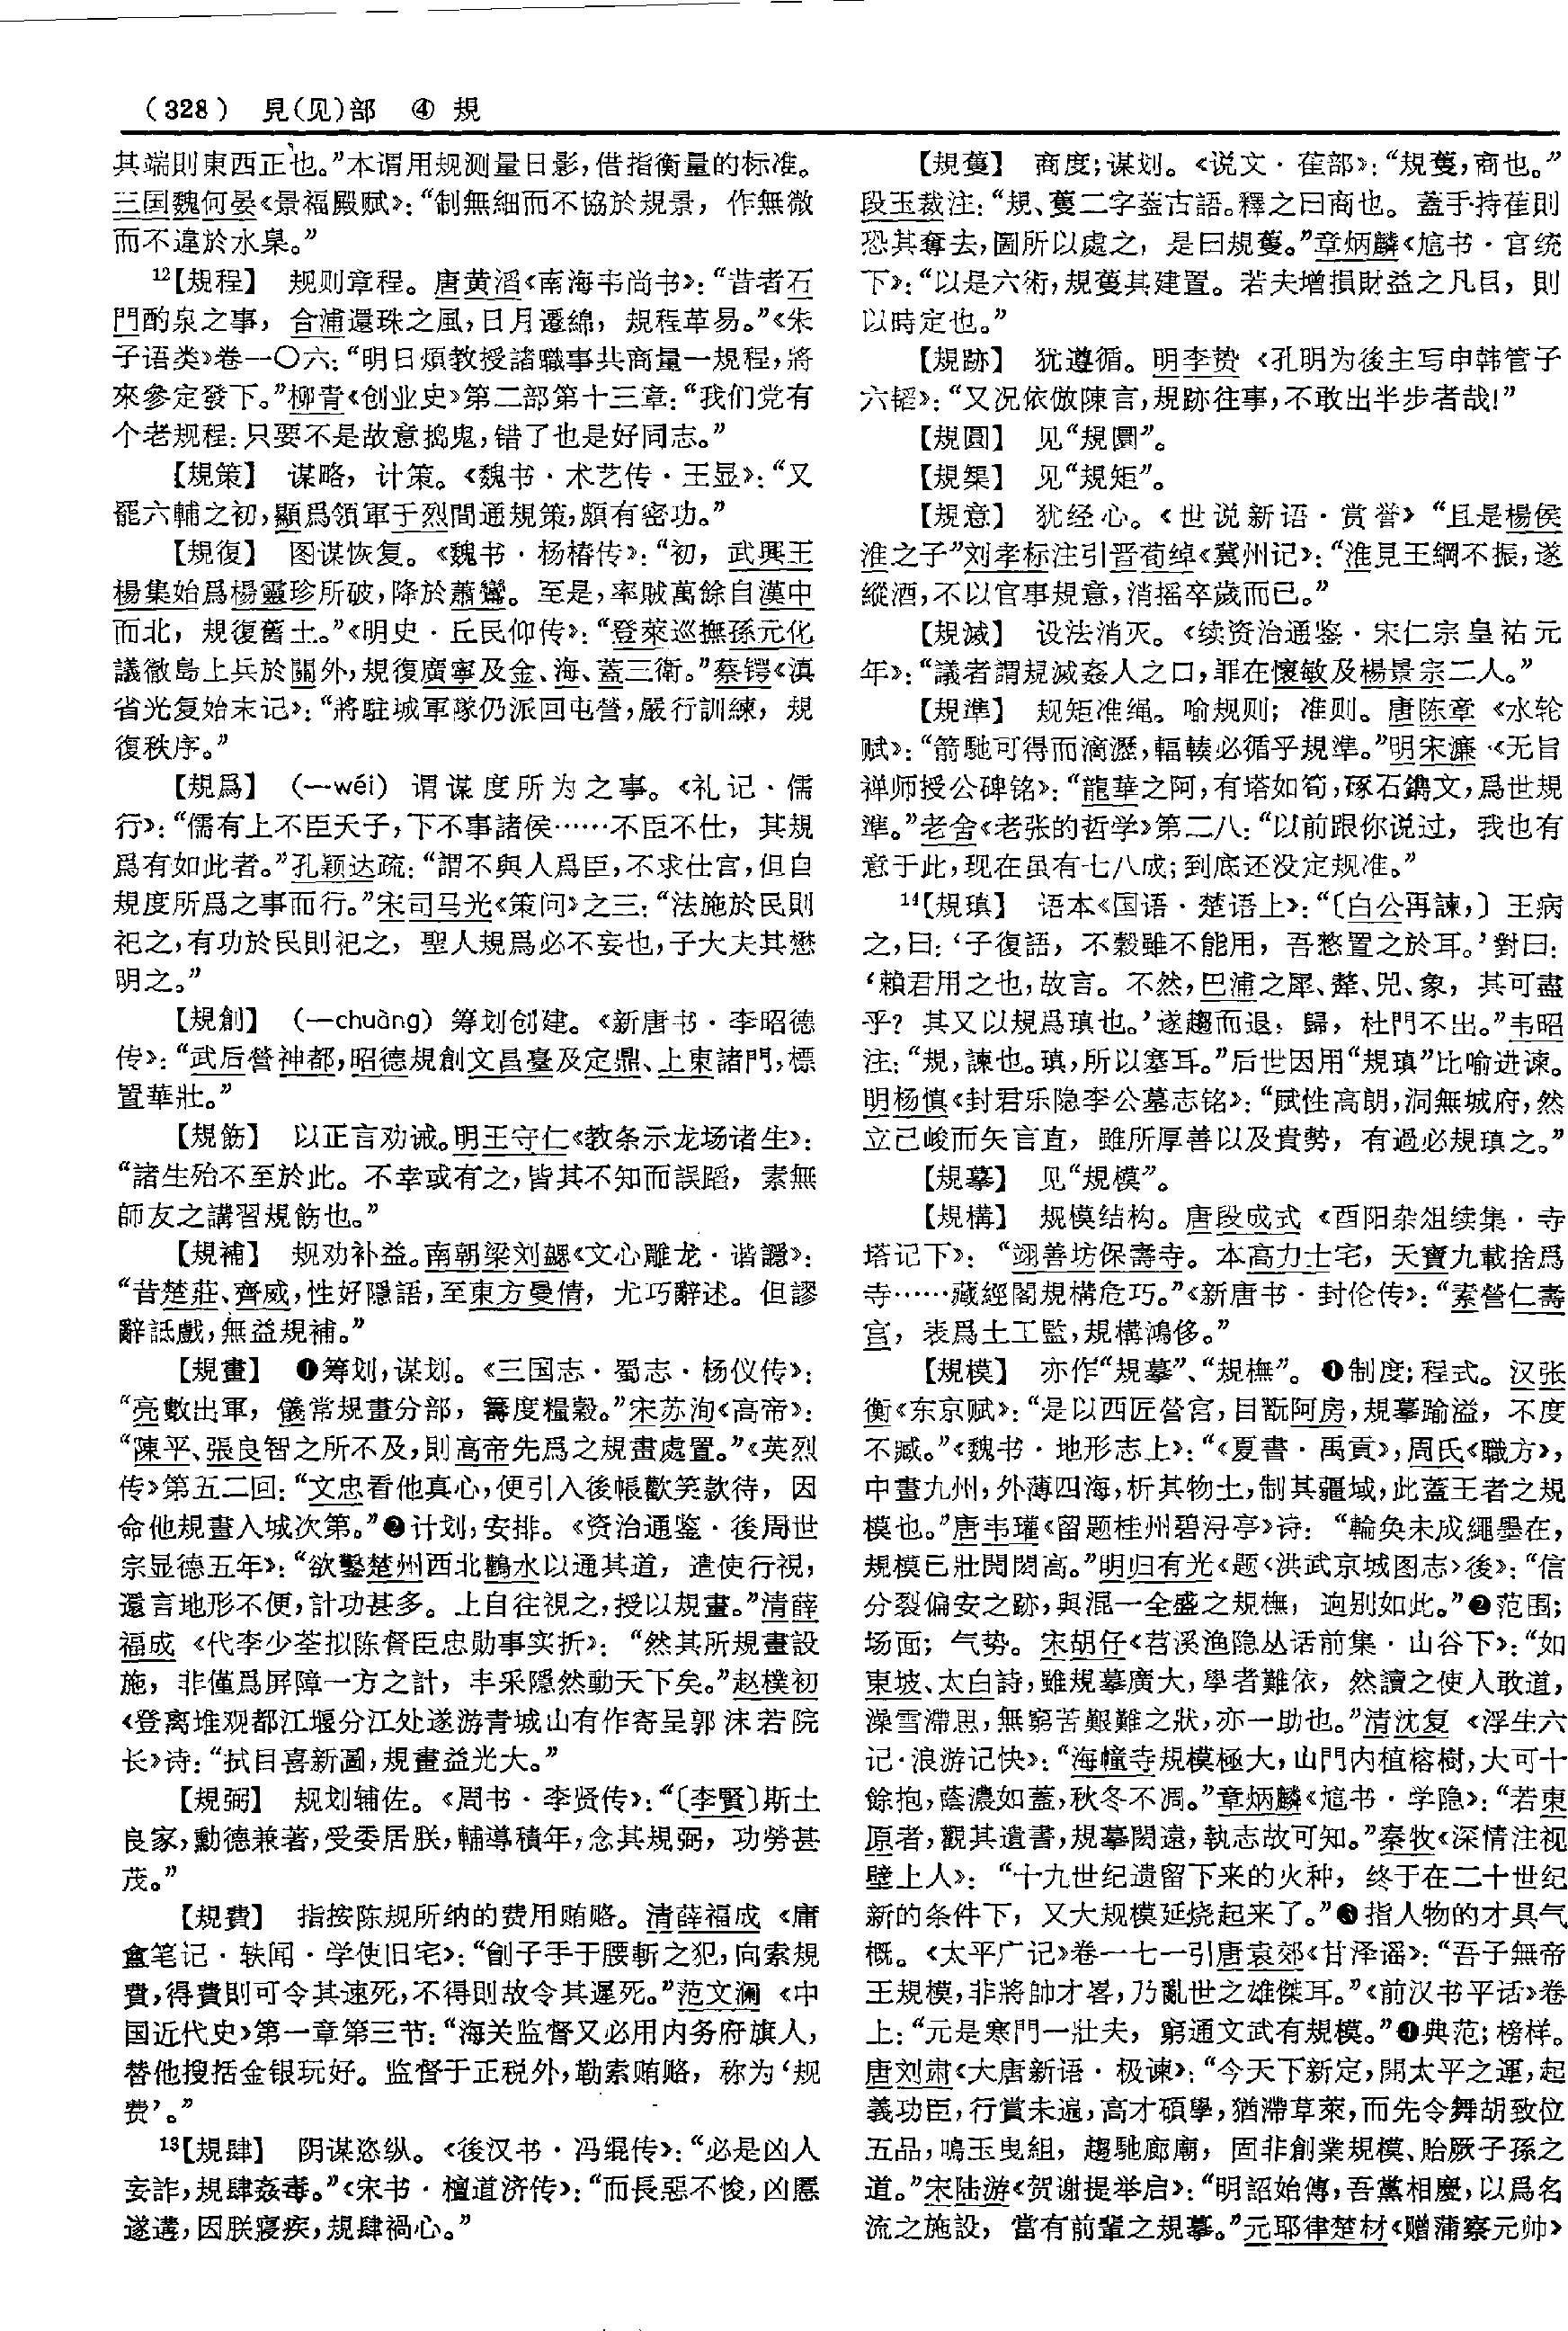 （328） 見(见)部 ④ 規
其端則東西正也。”本谓用规测量日影，借指衡量的标准。
三国魏何晏《景福殿赋》：“制無細而不協於規景，作無微
而不違於水臬。”
12【規程】 规则章程。唐黄滔《南海韦尚书》：“昔者石
門酌泉之事，合浦還珠之風，日月遷綿，規程革易。”《朱
子语类》卷一〇六：“明日煩教授諸職事共商量一規程，將
來參定發下。”柳青《创业史》第二部第十三章：“我们党有
个老规程：只要不是故意捣鬼，错了也是好同志。”
【規策】 谋略，计策。《魏书·术艺传·王显》：“又
罷六輔之初，顯爲領軍于烈間通規策，頗有密功。”
【規復】 图谋恢复。《魏书·杨椿传》：“初，武興王
楊集始爲楊靈珍所破，降於蕭鸞。至是，率賊萬餘自漢中
而北，規復舊土。”《明史·丘民仰传》：“登萊巡撫孫元化
議徹島上兵於關外，規復廣寧及金、海、蓋三衛。”蔡锷《滇
省光复始末记》：“將駐城軍隊仍派回屯營，嚴行訓練，規
復秩序。”
【規爲】 （—wéi）谓谋度所为之事。《礼记·儒
行》：“儒有上不臣天子，下不事諸侯……不臣不仕，其規
爲有如此者。”孔颖达疏：“謂不與人爲臣，不求仕官，但自
規度所爲之事而行。”宋司马光《策问》之三：“法施於民則
祀之，有功於民則祀之，聖人規爲必不妄也，子大夫其懋
明之。”
【規創】 （—chuàng）筹划创建。《新唐书·李昭德
传》：“武后營神都，昭德規創文昌臺及定鼎、上東諸門，標
置華壯。”
【規飭】 以正言劝诫。明王守仁《教条示龙场诸生》：
“諸生殆不至於此。不幸或有之，皆其不知而誤蹈，素無
師友之講習規飭也。”
【規補】 规劝补益。南朝梁刘勰《文心雕龙·谐讔》：
“昔楚莊、齊威，性好隱語，至東方曼倩，尤巧辭述。但謬
辭詆戲，無益規補。”
【規畫】 ❶筹划，谋划。《三国志·蜀志·杨仪传》：
“亮數出軍，儀常規畫分部，籌度糧穀。”宋苏洵《高帝》：
“陳平、張良智之所不及，則高帝先爲之規畫處置。”《英烈
传》第五二回：“文忠看他真心，便引入後帳歡笑款待，因
命他規畫入城次第。”❷计划，安排。《资治通鉴·後周世
宗显德五年》：“欲鑿楚州西北鸛水以通其道，遣使行視，
還言地形不便，計功甚多。上自往視之，授以規畫。”清薛
福成《代李少荃拟陈督臣忠勋事实折》：“然其所規畫設
施，非僅爲屏障一方之計，丰采隱然動天下矣。”赵樸初
《登离堆观都江堰分江处遂游青城山有作寄呈郭沫若院
长》诗：“拭目喜新圖，規畫益光大。”
【規弼】 规划辅佐。《周书·李贤传》：“〔李賢〕斯土
良家，勳德兼著，受委居朕，輔導積年，念其規弼，功勞甚
茂。”
【規費】 指按陈规所纳的费用贿赂。清薛福成《庸
盦笔记·轶闻·学使旧宅》：“劊子手于腰斬之犯，向索規
費，得費則可令其速死，不得則故令其遲死。”范文澜《中
国近代史》第一章第三节：“海关监督又必用内务府旗人，
替他搜括金银玩好。监督于正税外，勒索贿赂，称为‘规
费’。”
13【規肆】 阴谋恣纵。《後汉书·冯绲传》：“必是凶人
妄詐，規肆姦毒。”《宋书·檀道济传》：“而長惡不悛，凶慝
遂遘，因朕寢疾，規肆禍心。”
【規蒦】 商度；谋划。《说文·萑部》：“規蒦，商也。”
段玉裁注：“規、蒦二字葢古語。釋之曰商也。蓋手持萑則
恐其奪去，圖所以處之，是曰規蒦。”章炳麟《訄书·官统
下》：“以是六術，規蒦其建置。若夫增損財益之凡目，則
以時定也。”
【規跡】 犹遵循。明李贽《孔明为後主写申韩管子
六韬》：“又况依倣陳言，規跡往事，不敢出半步者哉！”
【規圓】 见“規圜”。
【規榘】 见“規矩”。
【規意】 犹经心。《世说新语·赏誉》“且是楊侯
淮之子”刘孝标注引晋荀绰《冀州记》：“淮見王綱不振，遂
縱酒，不以官事規意，消摇卒歲而已。”
【規滅】 设法消灭。《续资治通鉴·宋仁宗皇祐元
年》：“議者謂規滅姦人之口，罪在懷敏及楊景宗二人。”
【規準】 规矩准绳。喻规则；准则。唐陈章《水轮
赋》：“箭馳可得而滴瀝，輻輳必循乎規準。”明宋濂《无旨
禅师授公碑铭》：“龍華之阿，有塔如筍，琢石鐫文，爲世規
準。”老舍《老张的哲学》第二八：“以前跟你说过，我也有
意于此，现在虽有七八成；到底还没定规准。”
14【規瑱】 语本《国语·楚语上》：“〔白公再諫，〕王病
之，曰：‘子復語，不穀雖不能用，吾憖置之於耳。’對曰：
‘賴君用之也，故言。不然，巴浦之犀、犛、兕、象，其可盡
乎？其又以規爲瑱也。’遂趨而退，歸，杜門不出。”韦昭
注：“規，諫也。瑱，所以塞耳。”后世因用“規瑱”比喻进谏。
明杨慎《封君乐隐李公墓志铭》：“賦性高朗，洞無城府，然
立己峻而矢言直，雖所厚善以及貴勢，有過必規瑱之。”
【規摹】 见“規模”。
【規構】 规模结构。唐段成式《酉阳杂俎续集·寺
塔记下》：“翊善坊保壽寺。本高力士宅，天寶九載捨爲
寺……藏經閣規構危巧。”《新唐书·封伦传》：“素營仁壽
宫，表爲土工監，規構鴻侈。”
【規模】 亦作“規摹”、“規橅”。❶制度；程式。汉张
衡《东京赋》：“是以西匠營宫，目翫阿房，規摹踰溢，不度
不臧。”《魏书·地形志上》：“《夏書·禹貢》，周氏《職方》，
中畫九州，外薄四海，析其物土，制其疆域，此蓋王者之規
模也。”唐韦瓘《留题桂州碧浔亭》诗：“輪奂未成繩墨在，
規模已壯閈閎高。”明归有光《题〈洪武京城图志〉後》：“信
分裂偏安之跡，與混一全盛之規橅，迥别如此。”❷范围；
场面；气势。宋胡仔《苕溪渔隐丛话前集·山谷下》：“如
東坡、太白詩，雖規摹廣大，學者難依，然讀之使人敢道，
澡雪滯思，無窮苦艱難之狀，亦一助也。”清沈复《浮生六
记·浪游记快》：“海幢寺規模極大，山門内植榕樹，大可十
餘抱，蔭濃如蓋，秋冬不凋。”章炳麟《訄书·学隐》：“若東
原者，觀其遺書，規摹閎遠，執志故可知。”秦牧《深情注视
壁上人》：“十九世纪遗留下来的火种，终于在二十世纪
新的条件下，又大规模延烧起来了。”❸指人物的才具气
概。《太平广记》卷一七一引唐袁郊《甘泽谣》：“吾子無帝
王規模，非將帥才畧，乃亂世之雄傑耳。”《前汉书平话》卷
上：“元是寒門一壯夫，窮通文武有規模。”❹典范；榜样。
唐刘肃《大唐新语·极谏》：“今天下新定，開太平之運，起
義功臣，行賞未遍，高才碩學，猶滯草萊，而先令舞胡致位
五品，鳴玉曳組，趨馳廊廟，固非創業規模、貽厥子孫之
道。”宋陆游《贺谢提举启》：“明詔始傳，吾黨相慶，以爲名
流之施設，當有前輩之規摹。”元耶律楚材《赠蒲察元帅》